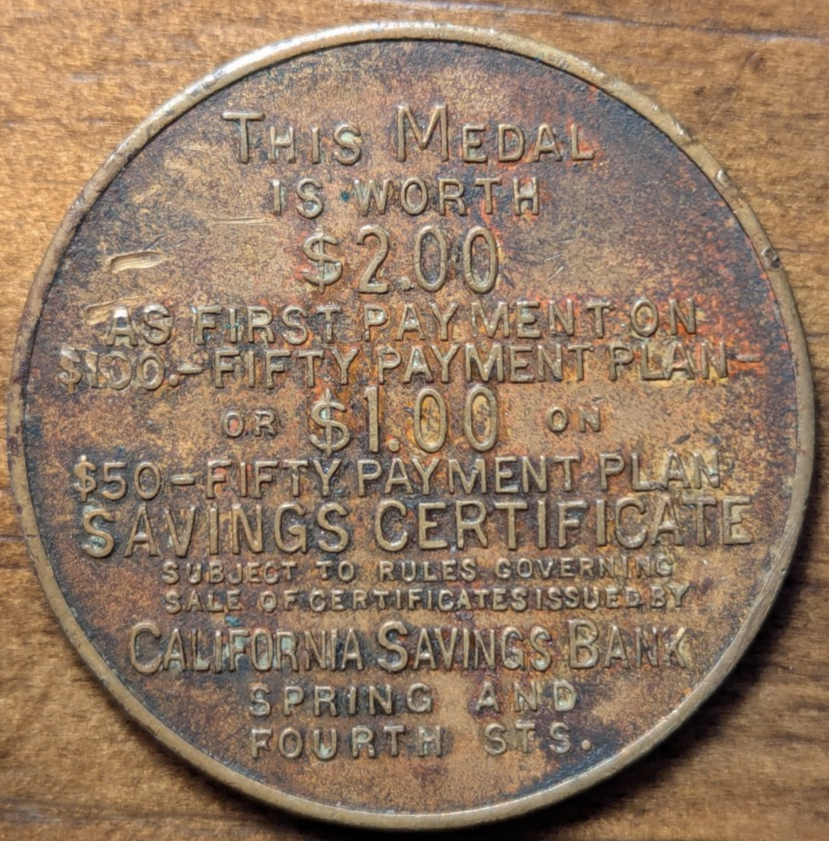 THIS MEDAL
IS WORTH
$2.00
AS FIRST PAYMENT ON
$100.-FIFTY PAYMENT PLAN-
OR $1.00 ON
$50-FIFTY PAYMENT PLAN
SAVINGS CERTIFICATE
SUBJECT TO RULES GOVERNING
SALE OF CERTIFICATES ISSUED BY
CALIFORNIA SAVINGS BANK
SPRING AND
FOURTH STS.